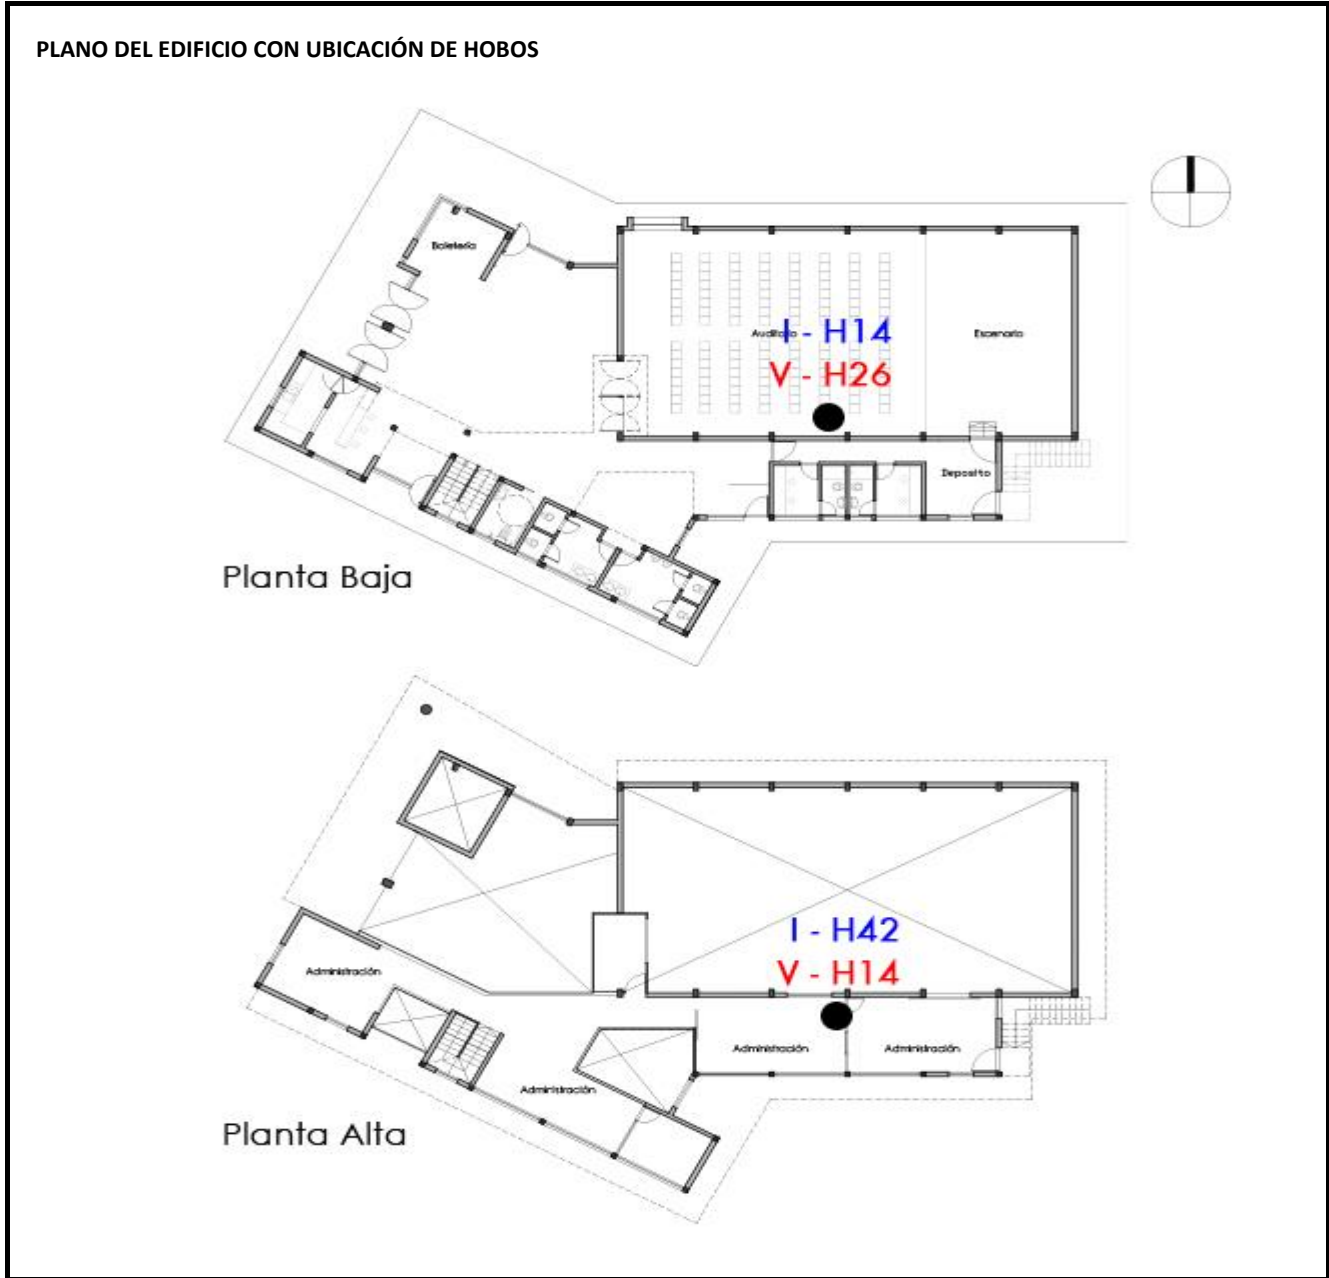 PLANO DEL EDIFICIO CON UBICACIÓN DE HOBOS
Boletería
Auditorio
I - H14
Escenario
V - H26
Deposito
Planta Baja
I - H42
Administración
V - H14
Administración
Administración
Administración
Planta Alta